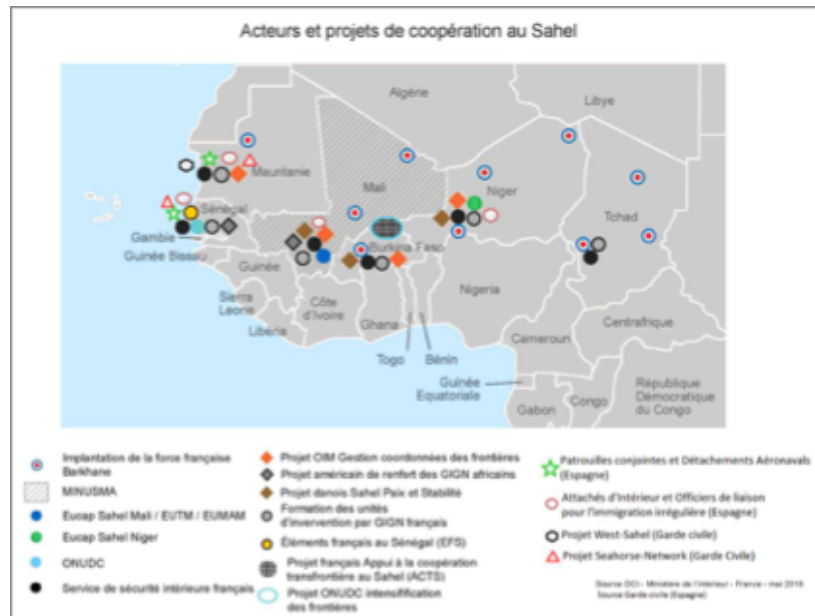 Acteurs et projets de coopération au Sahel
Algérie
Libye
Mauritanie
Mali
Niger
Tchad
Sénégal
Gambie
Guinée Bissau
Burkina Faso
Guinée
Sierra
Leone
Côte
d'Ivoire
Ghana
Nigeria
Liberia
Togo
Bénin
Cameroun
Centrafrique
Guinée
Equatoriale
Gabon
Congo
République
Démocratique
du Congo
Implantation de la force française
Barkhane
MINUSMA
Eucap Sahel Mali / EUTM / EUMAM
Eucap Sahel Niger
ONUDC
Service de sécurité intérieure français
Projet OIM Gestion coordonnées des frontières
Projet américain de renfort des GIGN africains
Projet danois Sahel Paix et Stabilité
Formation des unités
d'invervention par GIGN français
Éléments français au Sénégal (EFS)
Projet français Appui à la coopération
transfrontière au Sahel (ACTS)
Projet ONUDC intensifification
des frontières
Patrouilles conjointes et Détachements Aéronavals
(Espagne)
Attachés d'Intérieur et Officiers de liaison
pour l'immigration irrégulière (Espagne)
Projet West-Sahel (Garde civile)
Projet Seahorse-Network (Garde Civile)
Source DCI - Ministère de l'Interieur - France - mai 2016
Source Garde civile (Espagne)